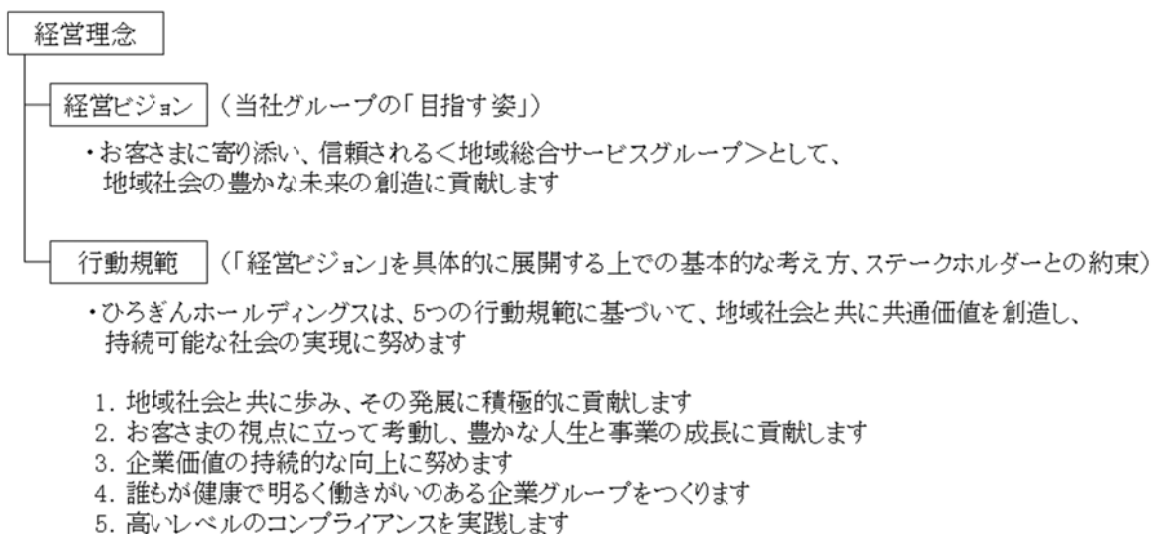 経営理念
経営ビジョン （当社グループの「目指す姿」）
・お客さまに寄り添い、信頼される＜地域総合サービスグループ＞として、
地域社会の豊かな未来の創造に貢献します
行動規範 （「経営ビジョン」を具体的に展開する上での基本的な考え方、ステークホルダーとの約束）
・ひろぎんホールディングスは、5つの行動規範に基づいて、地域社会と共に共通価値を創造し、
持続可能な社会の実現に努めます
1. 地域社会と共に歩み、その発展に積極的に貢献します
2. お客さまの視点に立って考動し、豊かな人生と事業の成長に貢献します
3. 企業価値の持続的な向上に努めます
4. 誰もが健康で明るく働きがいのある企業グループをつくります
5. 高いレベルのコンプライアンスを実践します